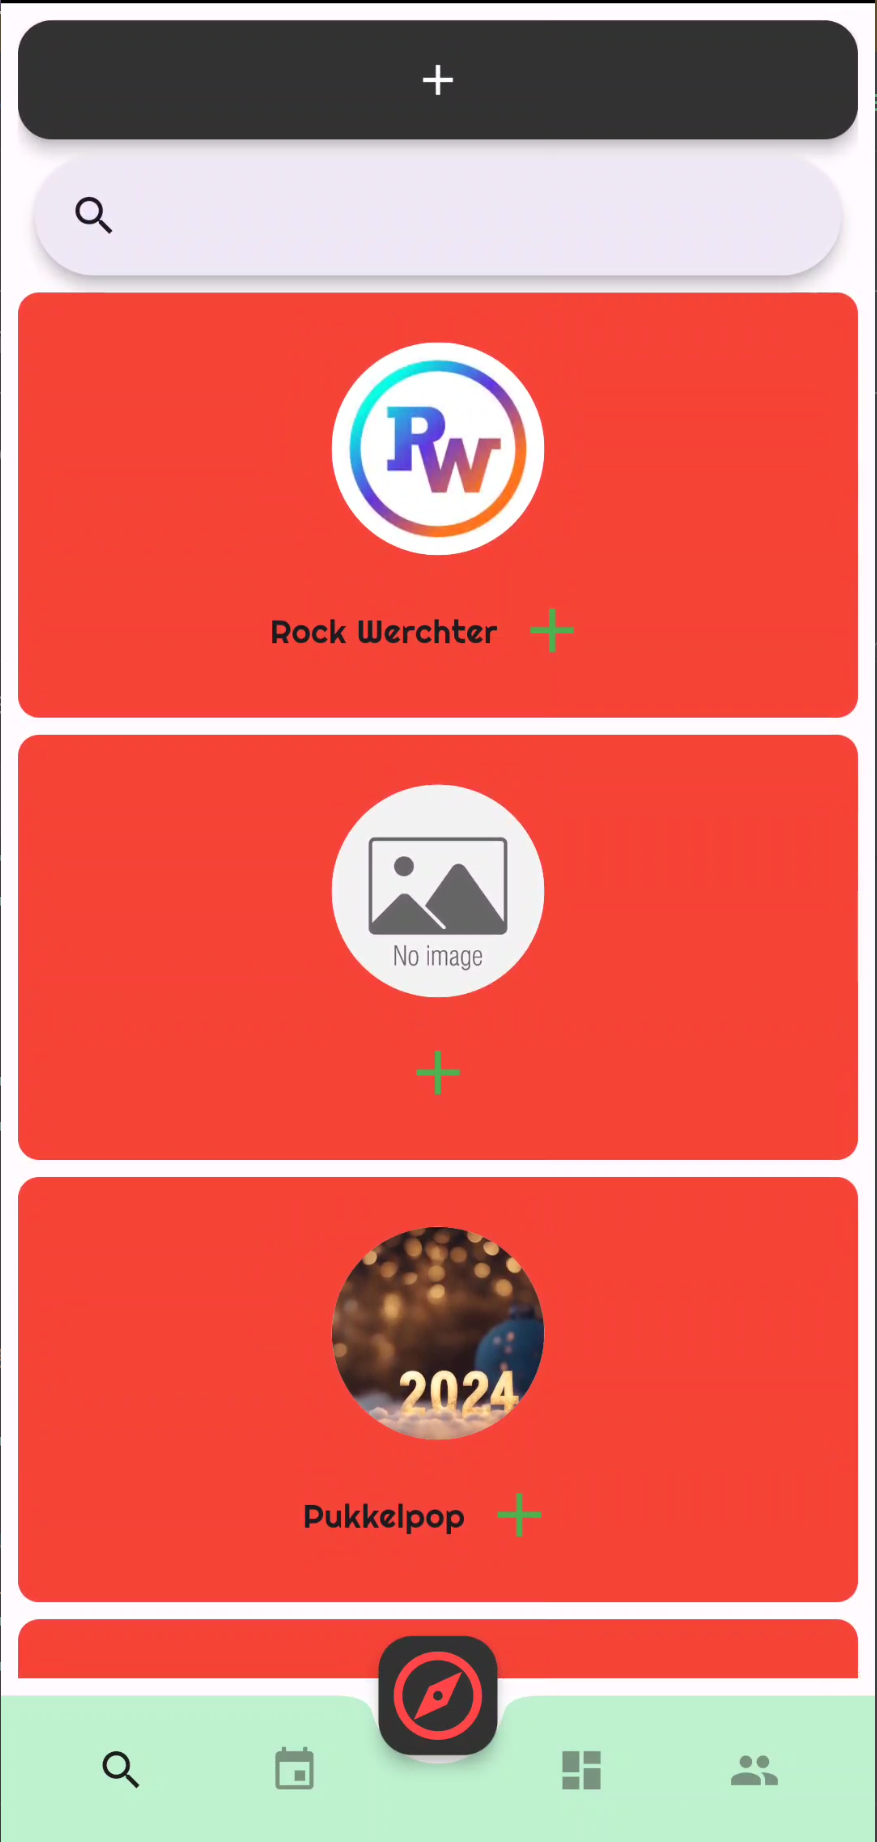 RW
Rock Werchter
No image
2024
Pukkelpop